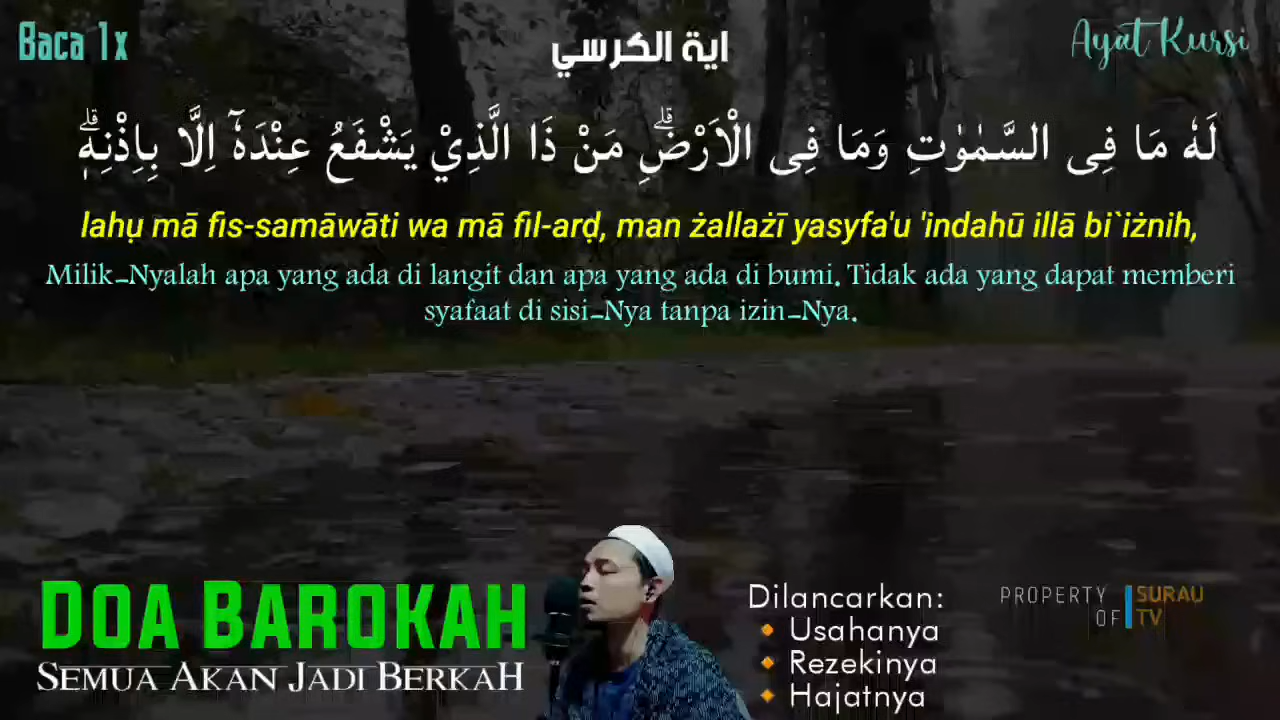 Baca 1x
اية الكرسي
Ayat Kursi
لَهٗ مَا فِى السَّمٰوٰتِ وَمَا فِى الْاَرْضِۗ مَنْ ذَا الَّذِيْ يَشْفَعُ عِنْدَهٗٓ اِلَّا بِاِذْنِهٖۗ
lahụ mā fis-samāwāti wa mā fil-arḍ, man żallażī yasyfa'u 'indahū illā bi`iżnih,
Milik-Nyalah apa yang ada di langit dan apa yang ada di bumi. Tidak ada yang dapat memberi
syafaat di sisi-Nya tanpa izin-Nya.
DOA BAROKAH
SEMUA AKAN JADI BERKAH
Dilancarkan:
Usahanya
Rezekinya
Hajatnya
PROPERTY OF
SURAU TV